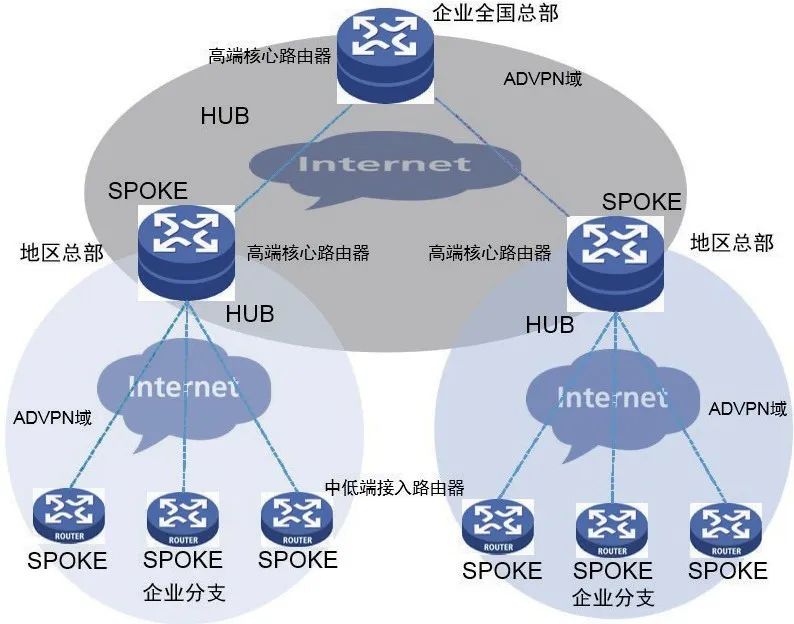 企业全国总部
高端核心路由器
ADVPN域
HUB
Internet
SPOKE
SPOKE
地区总部
高端核心路由器
高端核心路由器
地区总部
HUB
HUB
Internet
Internet
ADVPN域
ADVPN域
中低端接入路由器
ROUTER
ROUTER
ROUTER
ROUTER
ROUTER
ROUTER
SPOKE
SPOKE
SPOKE
SPOKE
SPOKE
SPOKE
企业分支
企业分支